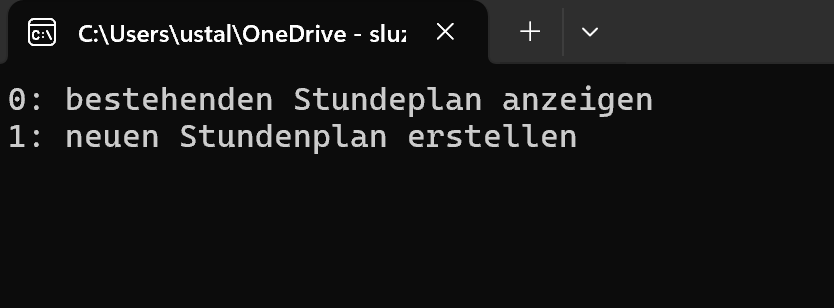 C:\Users\ustal\OneDrive - sluz
0: bestehenden Stundeplan anzeigen
1: neuen Stundenplan erstellen